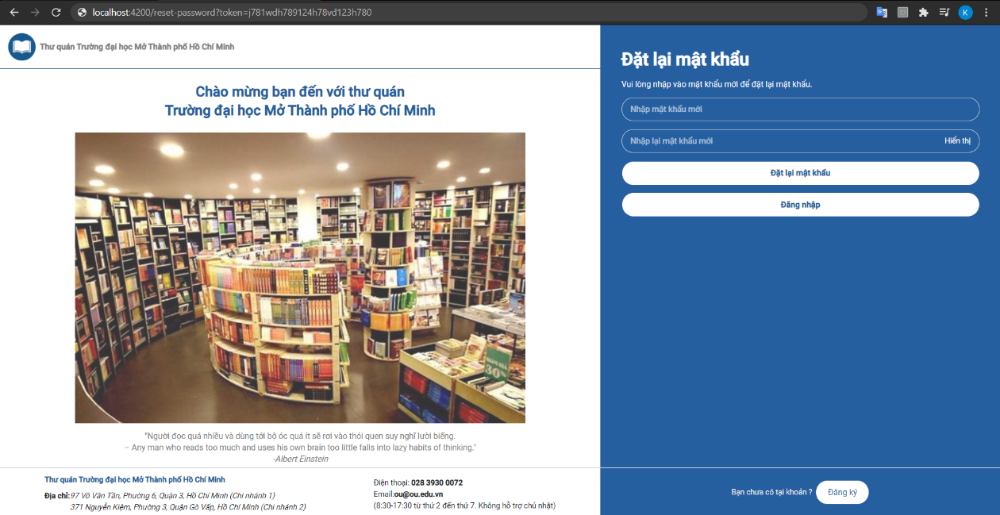 localhost:4200/reset-password?token=j781wdh789124h78vd123h780
K
Thư quán Trường đại học Mở Thành phố Hồ Chí Minh
Chào mừng bạn đến với thư quán
Trường đại học Mở Thành phố Hồ Chí Minh
GIẢM GIÁ
30%
"Người đọc quá nhiều và dùng tới bộ óc quá ít sẽ rơi vào thói quen suy nghĩ lười biếng.
– Any man who reads too much and uses his own brain too little falls into lazy habits of thinking."
-Albert Einstein
Thư quán Trường đại học Mở Thành phố Hồ Chí Minh
Địa chỉ:97 Võ Văn Tần, Phường 6, Quận 3, Hồ Chí Minh (Chi nhánh 1)
371 Nguyễn Kiệm, Phường 3, Quận Gò Vấp, Hồ Chí Minh (Chi nhánh 2)
Điện thoại: 028 3930 0072
Email:ou@ou.edu.vn
(8:30-17:30 từ thứ 2 đến thứ 7. Không hỗ trợ chủ nhật)
Đặt lại mật khẩu
Vui lòng nhập vào mật khẩu mới để đặt lại mật khẩu.
Nhập mật khẩu mới
Nhập lại mật khẩu mới
Hiển thị
Đặt lại mật khẩu
Đăng nhập
Bạn chưa có tại khoản ?
Đăng ký